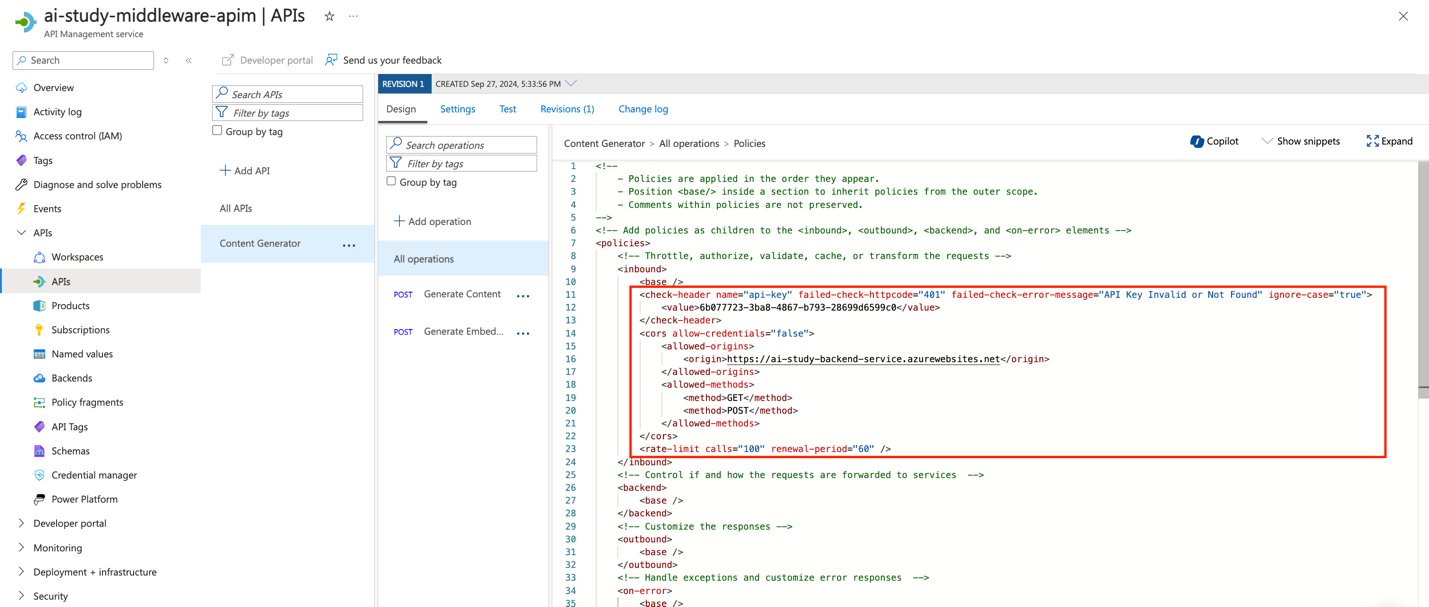 ai-study-middleware-apim | APIs
API Management service
Search
Overview
Activity log
Access control (IAM)
Tags
Diagnose and solve problems
Events
APIs
Workspaces
APIs
Products
Subscriptions
Named values
Backends
Policy fragments
API Tags
Schemas
Credential manager
Power Platform
Developer portal
Monitoring
Deployment + infrastructure
Security
Developer portal
Send us your feedback
Search APIs
Filter by tags
Group by tag
Add API
All APIs
Content Generator
REVISION 1
CREATED Sep 27, 2024, 5:33:56 PM
Design
Settings
Test
Revisions (1)
Change log
Search operations
Filter by tags
Group by tag
Add operation
All operations
POST Generate Content
POST Generate Embed...
Content Generator > All operations > Policies
Copilot
Show snippets
Expand
1 <!--
2 - Policies are applied in the order they appear.
3 - Position <base/> inside a section to inherit policies from the outer scope.
4 - Comments within policies are not preserved.
5 -->
6 <!-- Add policies as children to the <inbound>, <outbound>, <backend>, and <on-error> elements -->
7 <policies>
8 <!-- Throttle, authorize, validate, cache, or transform the requests -->
9 <inbound>
10 <base />
11 <check-header name="api-key" failed-check-httpcode="401" failed-check-error-message="API Key Invalid or Not Found" ignore-case="true">
12 <value>6b077723-3ba8-4867-b793-28699d6599c0</value>
13 </check-header>
14 <cors allow-credentials="false">
15 <allowed-origins>
16 <origin>https://ai-study-backend-service.azurewebsites.net</origin>
17 </allowed-origins>
18 <allowed-methods>
19 <method>GET</method>
20 <method>POST</method>
21 </allowed-methods>
22 </cors>
23 <rate-limit calls="100" renewal-period="60" />
24 </inbound>
25 <!-- Control if and how the requests are forwarded to services -->
26 <backend>
27 <base />
28 </backend>
29 <!-- Customize the responses -->
30 <outbound>
31 <base />
32 </outbound>
33 <!-- Handle exceptions and customize error responses -->
34 <on-error>
35 <base />